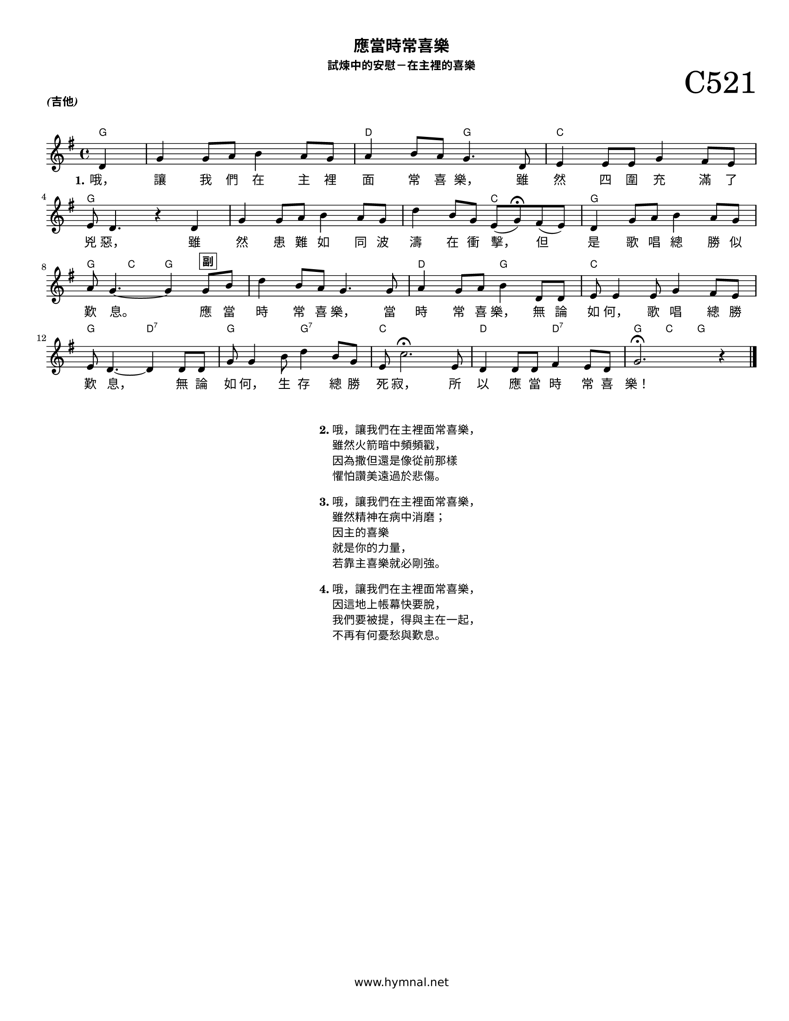 應當時常喜樂
試煉中的安慰－在主裡的喜樂
C521
(吉他)
G D G C
1. 哦， 讓 我 們 在 主 裡 面 常 喜 樂， 雖 然 四 圍 充 滿 了
4 G C G
兇 惡， 雖 然 患 難 如 同 波 濤 在 衝 擊， 但 是 歌 唱 總 勝 似
8 G C G 副 D G C
歎 息。 應 當 時 常 喜 樂， 當 時 常 喜 樂， 無 論 如 何， 歌 唱 總 勝
12 G D7 G G7 C D D7 G C G
歎 息， 無 論 如 何， 生 存 總 勝 死 寂， 所 以 應 當 時 常 喜 樂！
2. 哦，讓我們在主裡面常喜樂，
雖然火箭暗中頻頻戳，
因為撒但還是像從前那樣
懼怕讚美遠過於悲傷。
3. 哦，讓我們在主裡面常喜樂，
雖然精神在病中消磨；
因主的喜樂
就是你的力量，
若靠主喜樂就必剛強。
4. 哦，讓我們在主裡面常喜樂，
因這地上帳幕快要脫，
我們要被提，得與主在一起，
不再有何憂愁與歎息。
www.hymnal.net